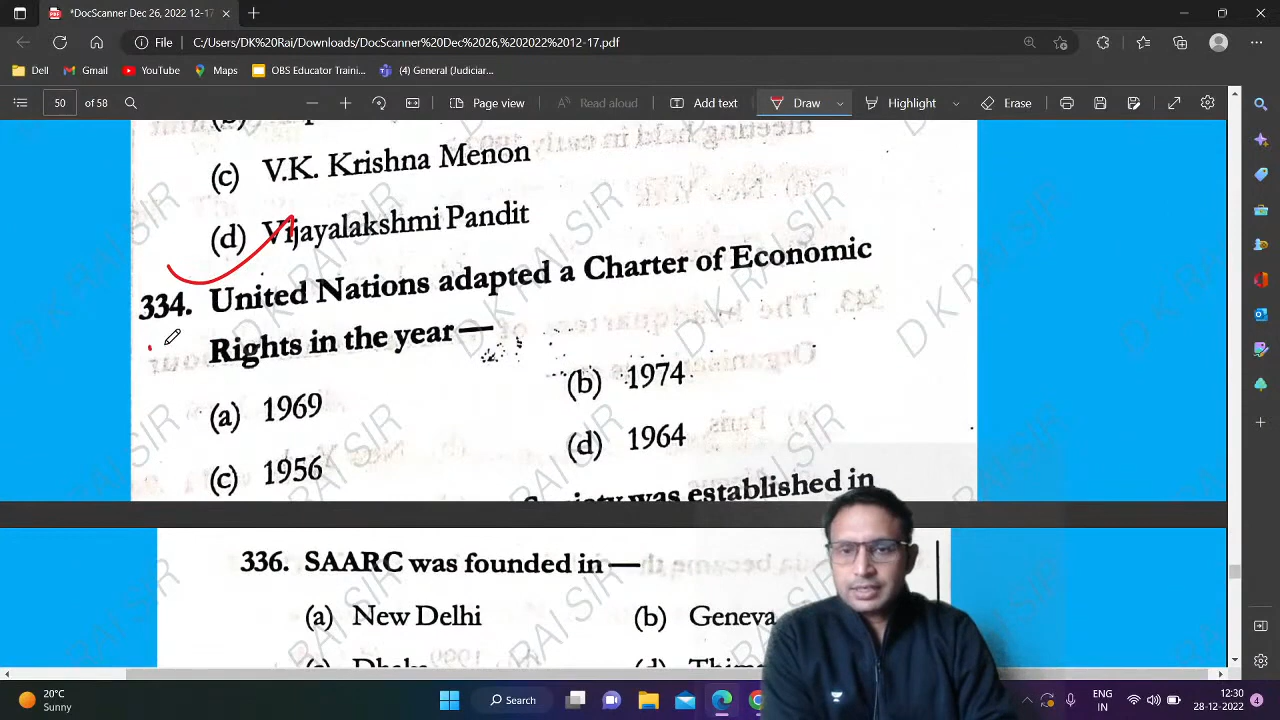 *DocScanner Dec 26, 2022 12-17
File C:/Users/DK%20Rai/Downloads/DocScanner%20Dec%2026,%202022%2012-17.pdf
Dell Gmail YouTube Maps OBS Educator Traini... (4) General (Judiciar...
50 of 58 Page view Read aloud Add text Draw Highlight Erase
(c) V.K. Krishna Menon
(d) Vijayalakshmi Pandit
334. United Nations adapted a Charter of Economic
Rights in the year—
(a) 1969 (b) 1974
(c) 1956 (d) 1964
was established in
336. SAARC was founded in—
(a) New Delhi (b) Geneva
D K RAI SIR
20°C
Sunny
Search
ENG
IN
12:30
28-12-2022
4